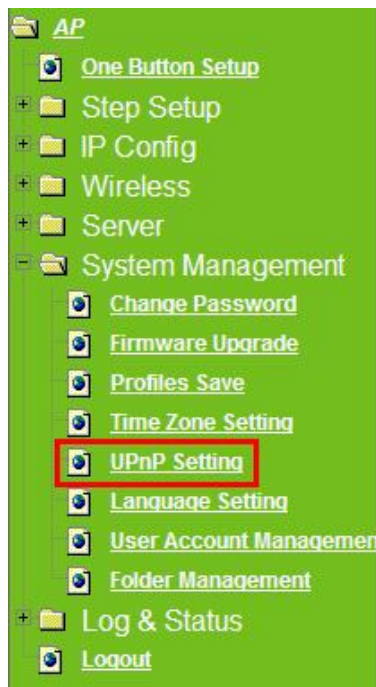 AP
One Button Setup
Step Setup
IP Config
Wireless
Server
System Management
Change Password
Firmware Upgrade
Profiles Save
Time Zone Setting
UPnP Setting
Language Setting
User Account Managemen
Folder Management
Log & Status
Logout